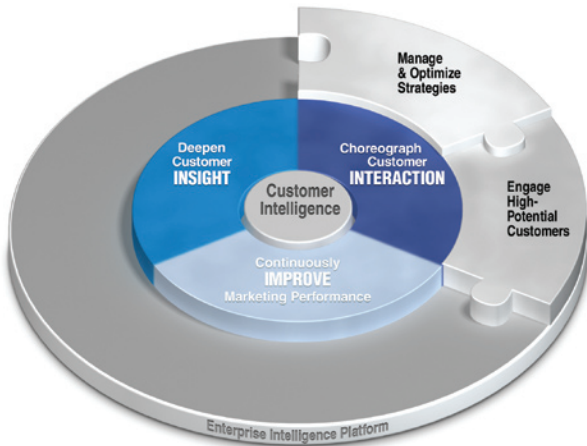 Manage
& Optimize
Strategies
Deepen
Customer
INSIGHT
Choreograph
Customer
INTERACTION
Customer
Intelligence
Engage
High-
Potential
Customers
Continuously
IMPROVE
Marketing Performance
Enterprise Intelligence Platform